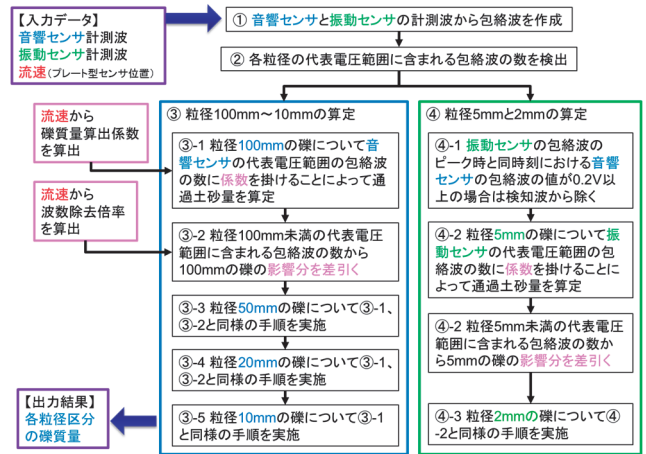 【入力データ】
音響センサ計測波
振動センサ計測波
流速(プレート型センサ位置)
① 音響センサと振動センサの計測波から包絡波を作成
② 各粒径の代表電圧範囲に含まれる包絡波の数を検出
流速から
礫質量算出係数
を算出
流速から
波数除去倍率
を算出
③ 粒径100mm～10mmの算定
③-1 粒径100mmの礫について音
響センサの代表電圧範囲の包絡波
の数に係数を掛けることによって通
過土砂量を算定
③-2 粒径100mm未満の代表電圧
範囲に含まれる包絡波の数から
100mmの礫の影響分を差引く
③-3 粒径50mmの礫について③-1、
③-2と同様の手順を実施
③-4 粒径20mmの礫について③-1、
③-2と同様の手順を実施
③-5 粒径10mmの礫について③-1
と同様の手順を実施
④ 粒径5mmと2mmの算定
④-1 振動センサの包絡波の
ピーク時と同時刻における音響
センサの包絡波の値が0.2V以
上の場合は検知波から除く
④-2 粒径5mmの礫について振
動センサの代表電圧範囲の包
絡波の数に係数を掛けることに
よって通過土砂量を算定
④-2 粒径5mm未満の代表電圧
範囲に含まれる包絡波の数か
ら5mmの礫の影響分を差引く
④-3 粒径2mmの礫について④
-2と同様の手順を実施
【出力結果】
各粒径区分
の礫質量